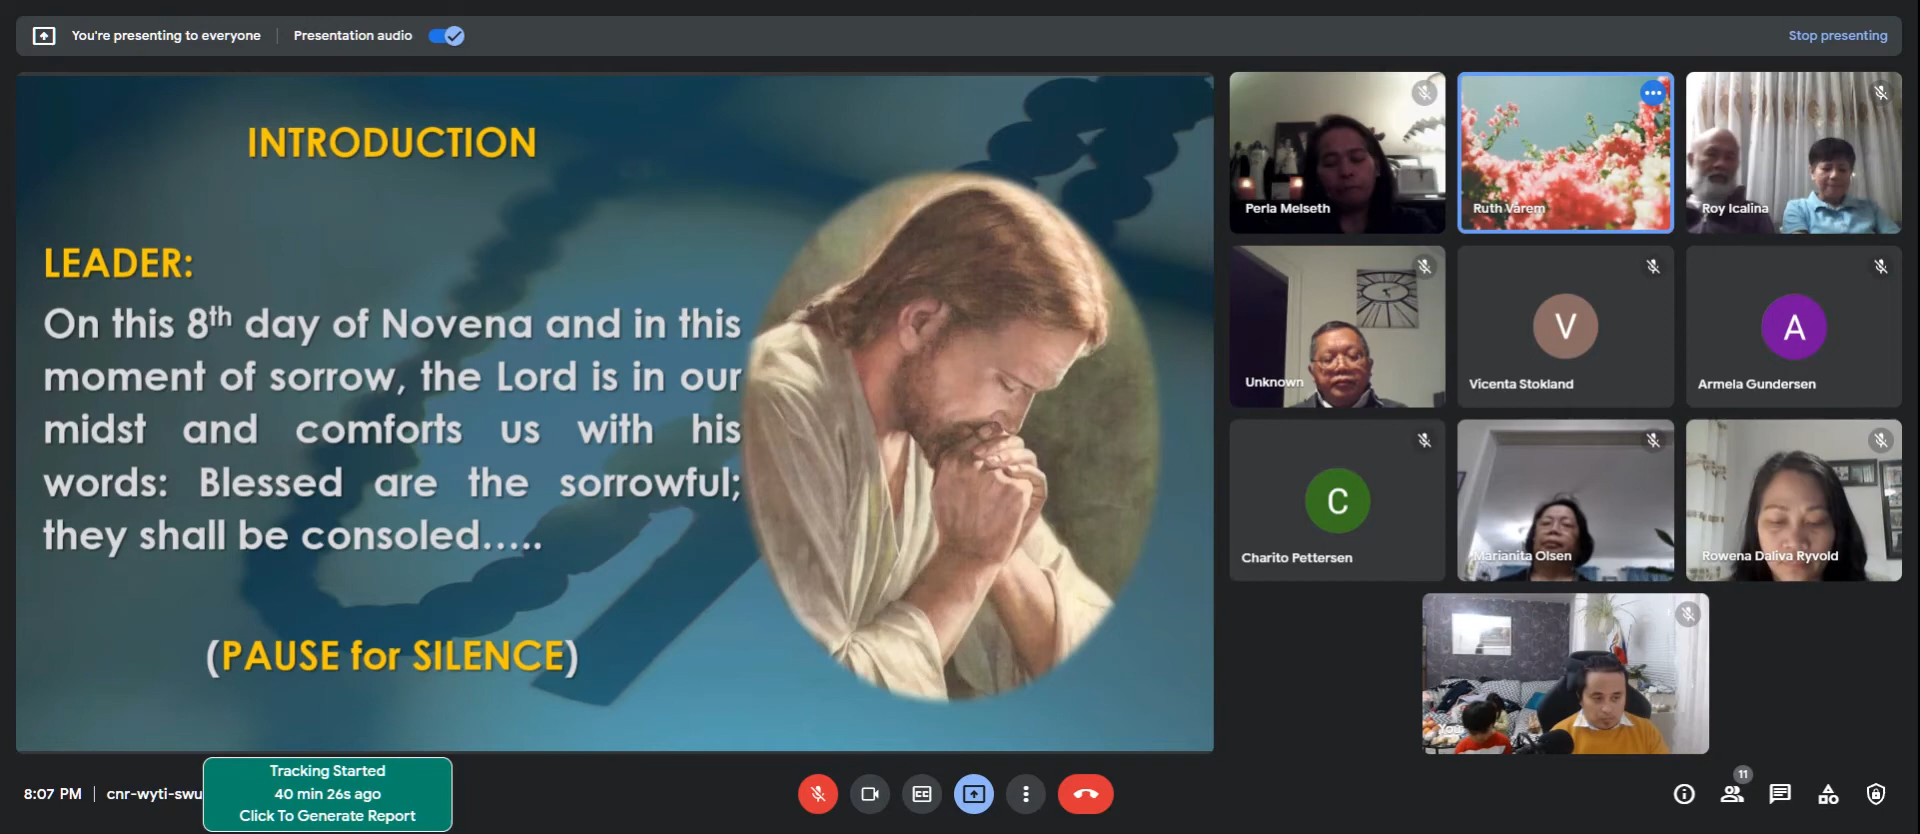 You're presenting to everyone
Presentation audio
Stop presenting
INTRODUCTION
LEADER:
On this 8th day of Novena and in this
moment of sorrow, the Lord is in our
midst and comforts us with his
words: Blessed are the sorrowful;
they shall be consoled.....
(PAUSE for SILENCE)
Perla Melseth
Ruth Varem
Roy Icalina
Unknown
V
Vicenta Stokland
A
Armela Gundersen
C
Charito Pettersen
Marianita Olsen
Rowena Daliva Ryvold
You
8:07 PM
cnr-wyti-swu
Tracking Started
40 min 26s ago
Click To Generate Report
CC
11